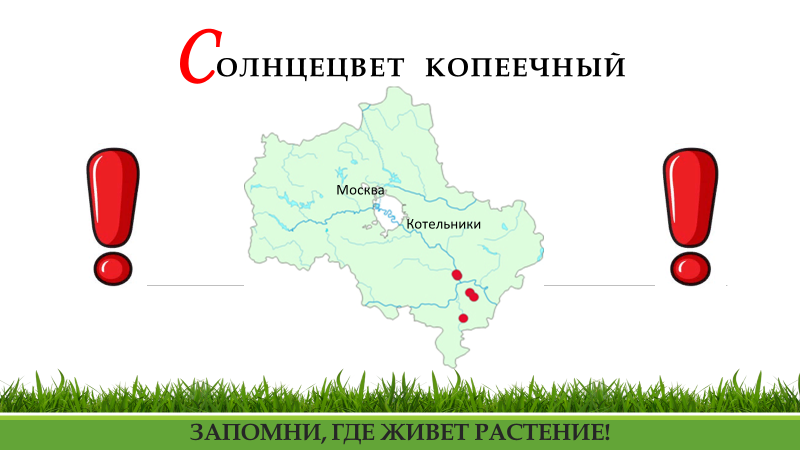 Солнцецвет копеечный
Москва
Котельники
ЗАПОМНИ, ГДЕ ЖИВЕТ РАСТЕНИЕ!